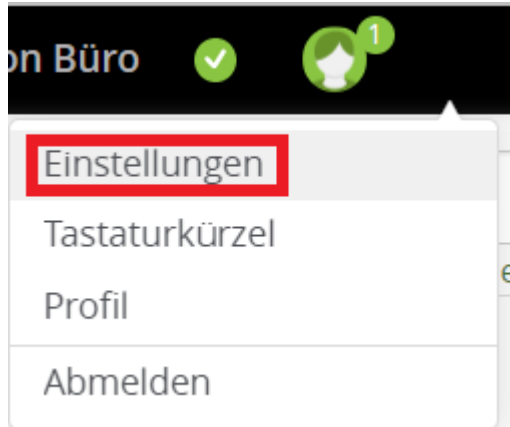 on Büro
1
Einstellungen
Tastaturkürzel
Profil
Abmelden